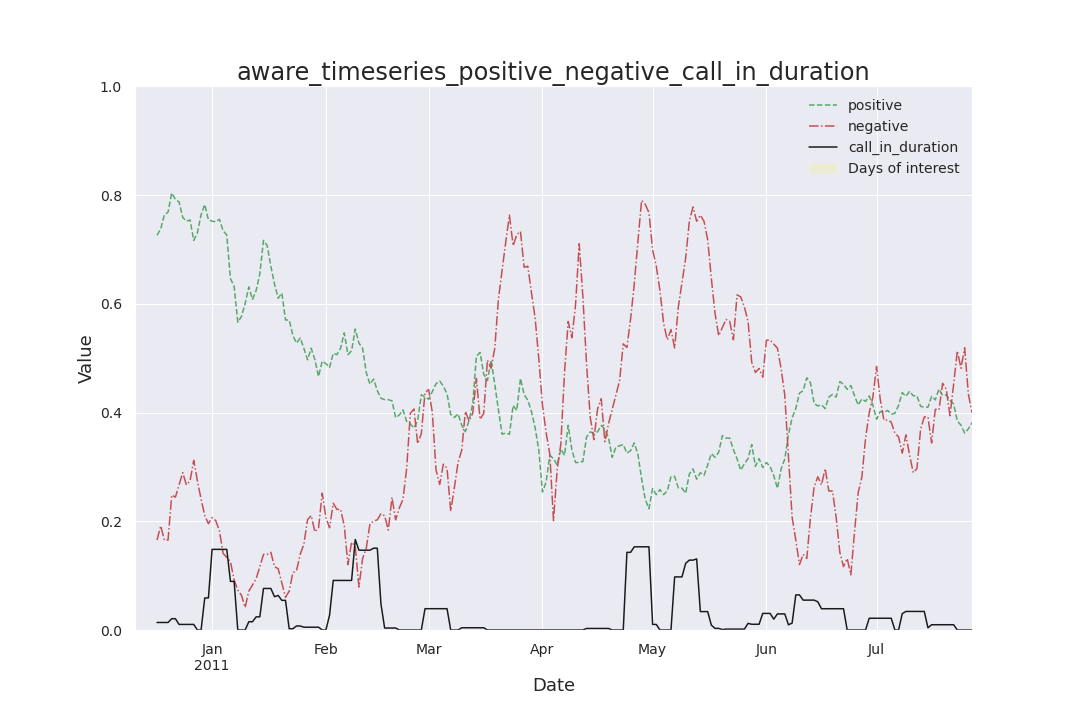 aware_timeseries_positive_negative_call_in_duration
1.0
0.8
0.6
0.4
0.2
0.0
Value
positive
negative
call_in_duration
Days of interest
Jan Feb Mar Apr May Jun Jul
2011
Date